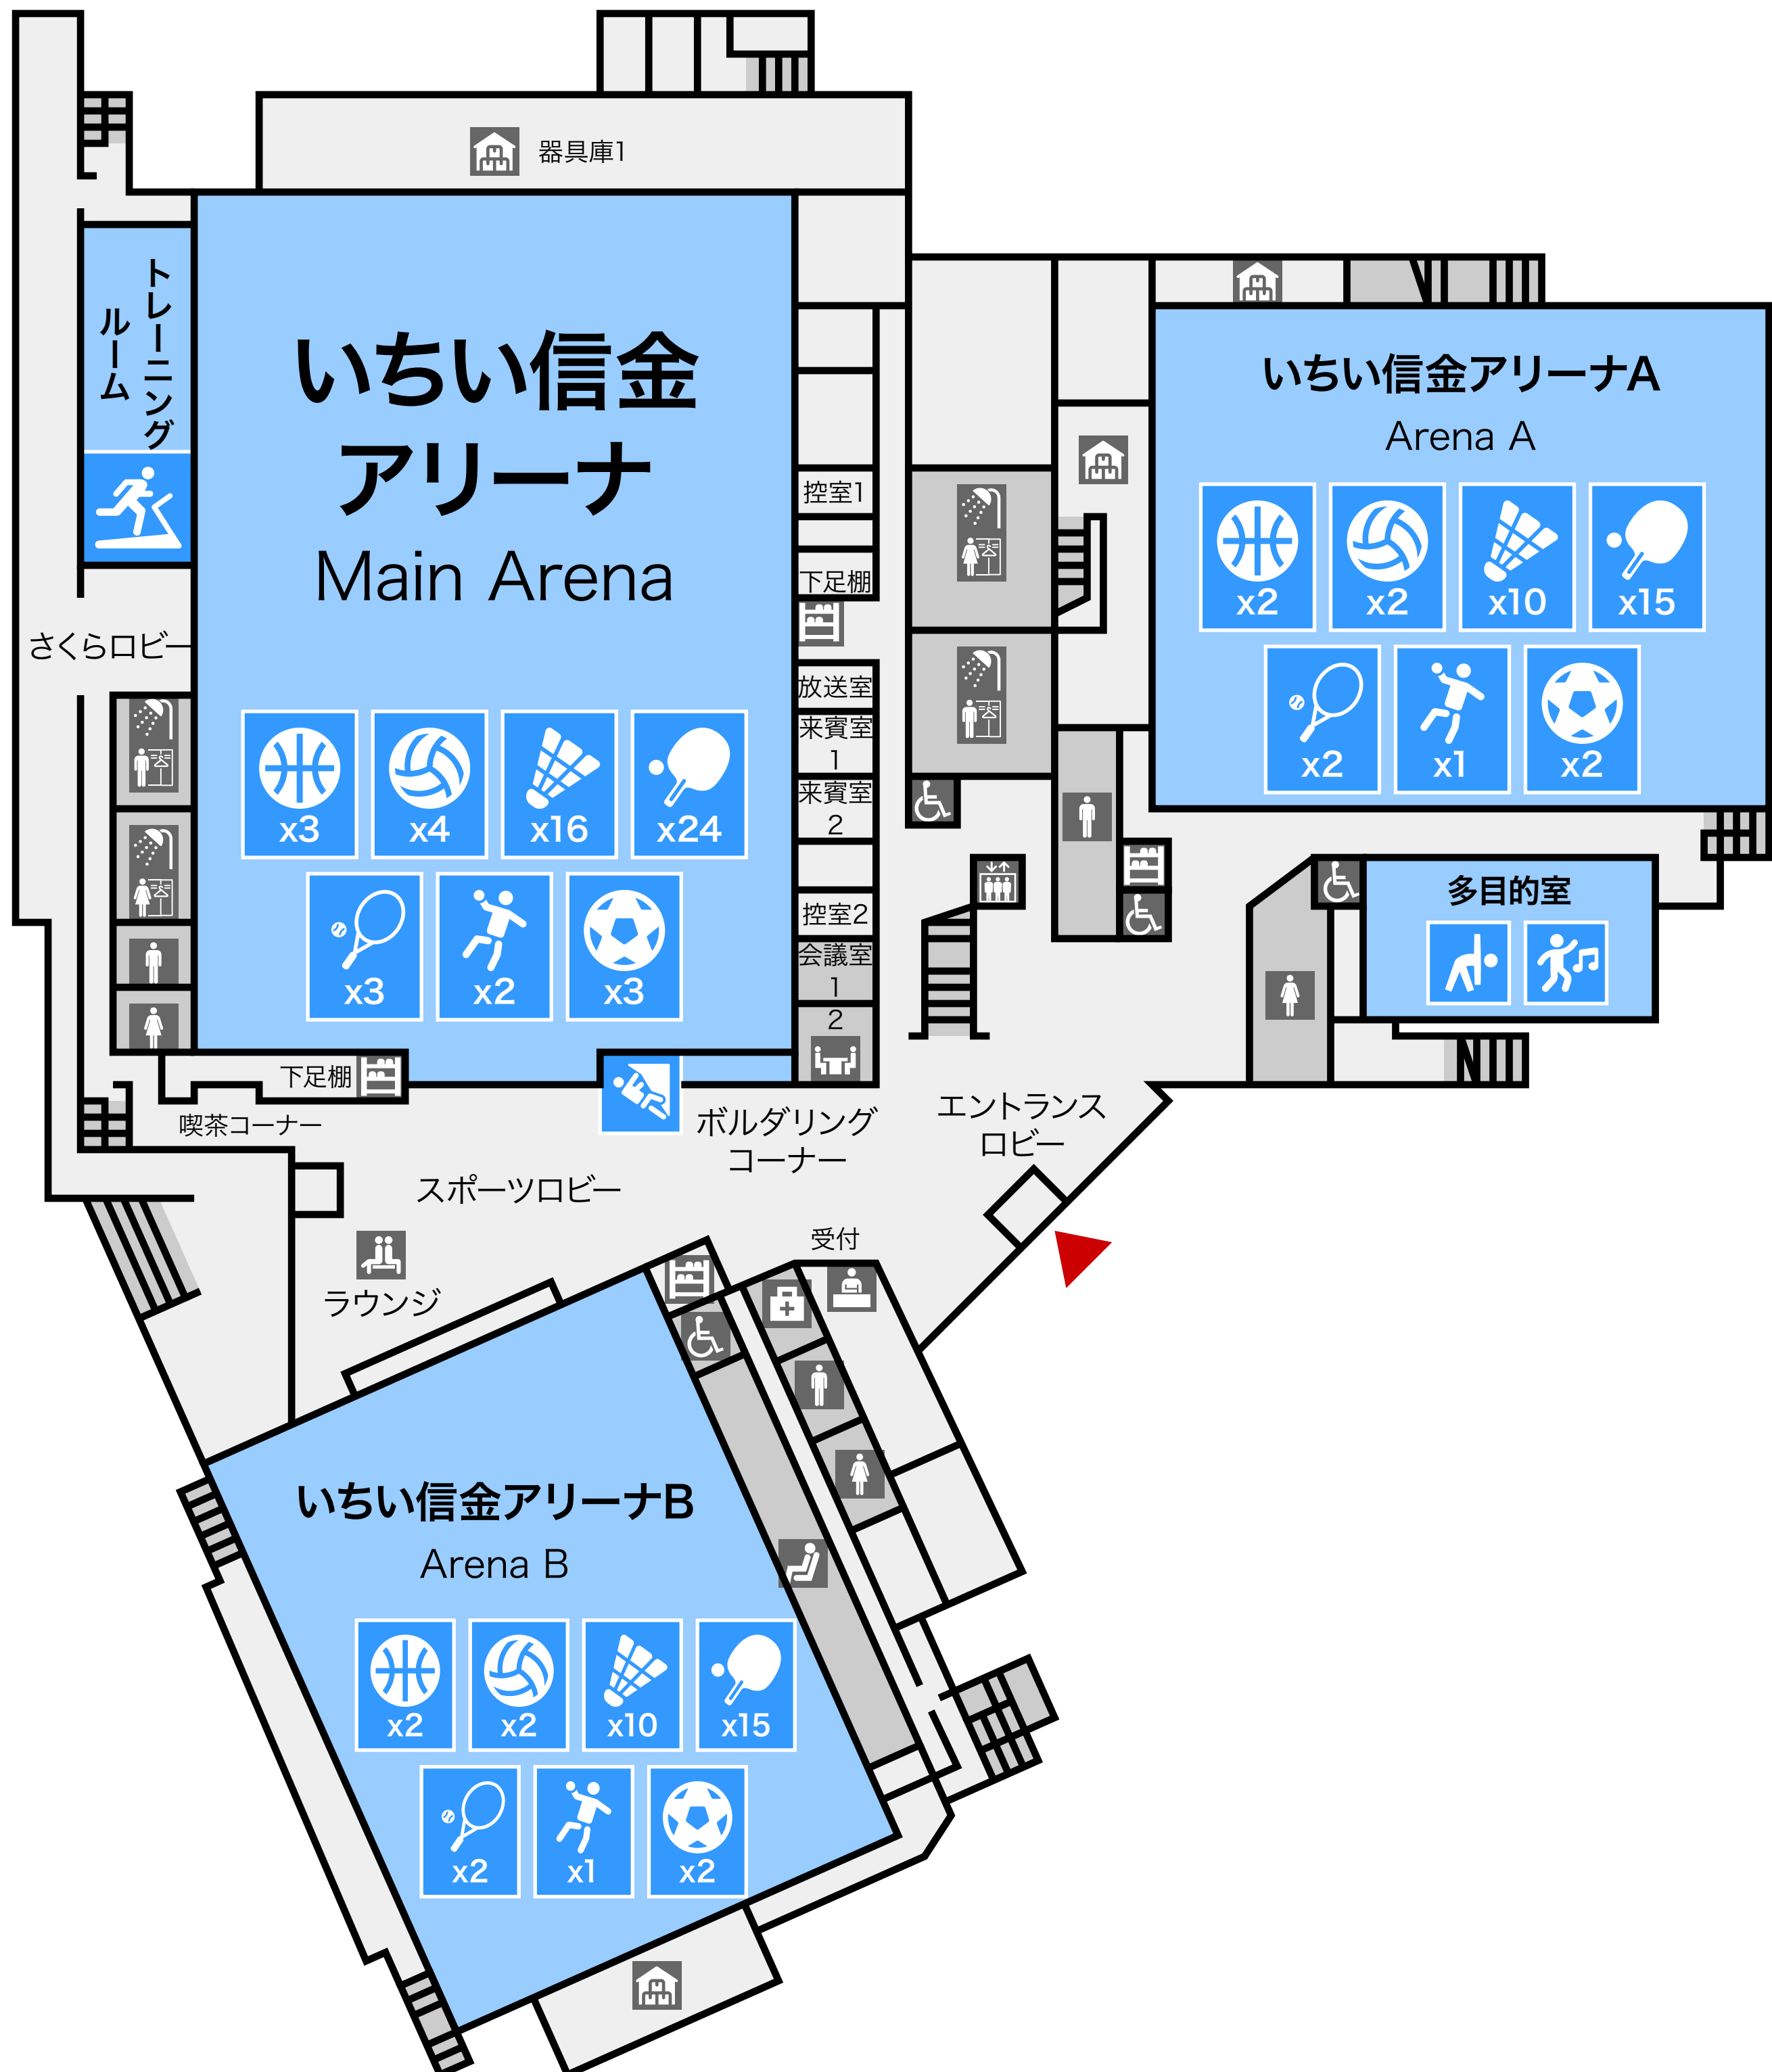 器具庫1
トレーニング
ルーム
いちい信金
アリーナ
Main Arena
x3
x4
x16
x24
x3
x2
x3
さくらロビー
控室1
下足棚
放送室
来賓室
1
来賓室
2
控室2
会議室
1
2
いちい信金アリーナA
Arena A
x2
x2
x10
x15
x2
x1
x2
多目的室
下足棚
喫茶コーナー
ボルダリング
コーナー
エントランス
ロビー
スポーツロビー
受付
ラウンジ
いちい信金アリーナB
Arena B
x2
x2
x10
x15
x2
x1
x2